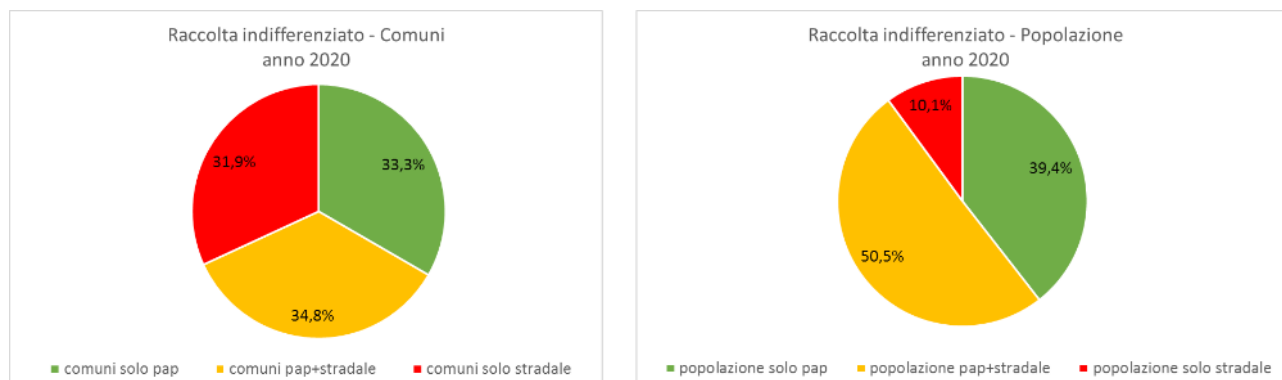 Raccolta indifferenziato - Comuni
anno 2020
31,9%
33,3%
34,8%
comuni solo pap
comuni pap+stradale
comuni solo stradale
Raccolta indifferenziato - Popolazione
anno 2020
10,1%
39,4%
50,5%
popolazione solo pap
popolazione pap+stradale
popolazione solo stradale